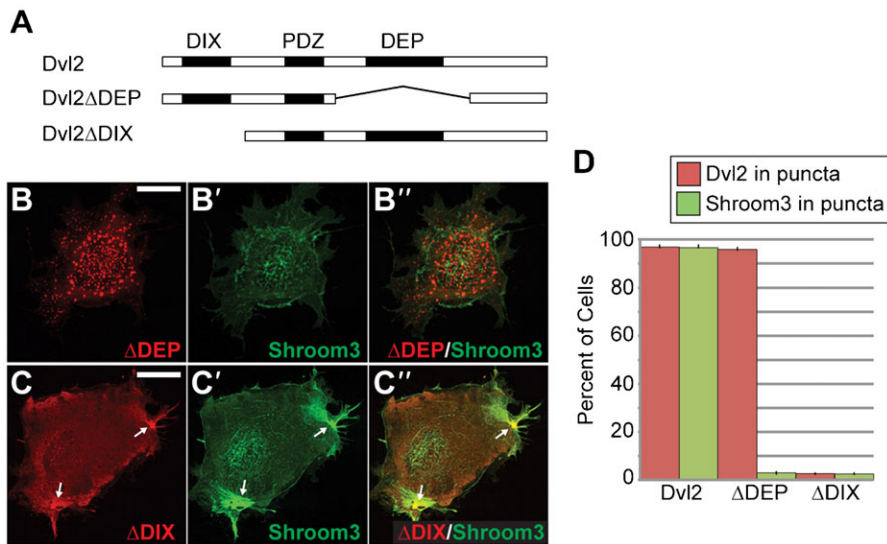 A
DIX PDZ DEP
Dvl2
Dvl2ΔDEP
Dvl2ΔDIX
B
ΔDEP
B′
Shroom3
B″
ΔDEP/Shroom3
C
ΔDIX
C′
Shroom3
C″
ΔDIX/Shroom3
D
Dvl2 in puncta
Shroom3 in puncta
Percent of Cells
100
80
60
40
20
0
Dvl2 ΔDEP ΔDIX